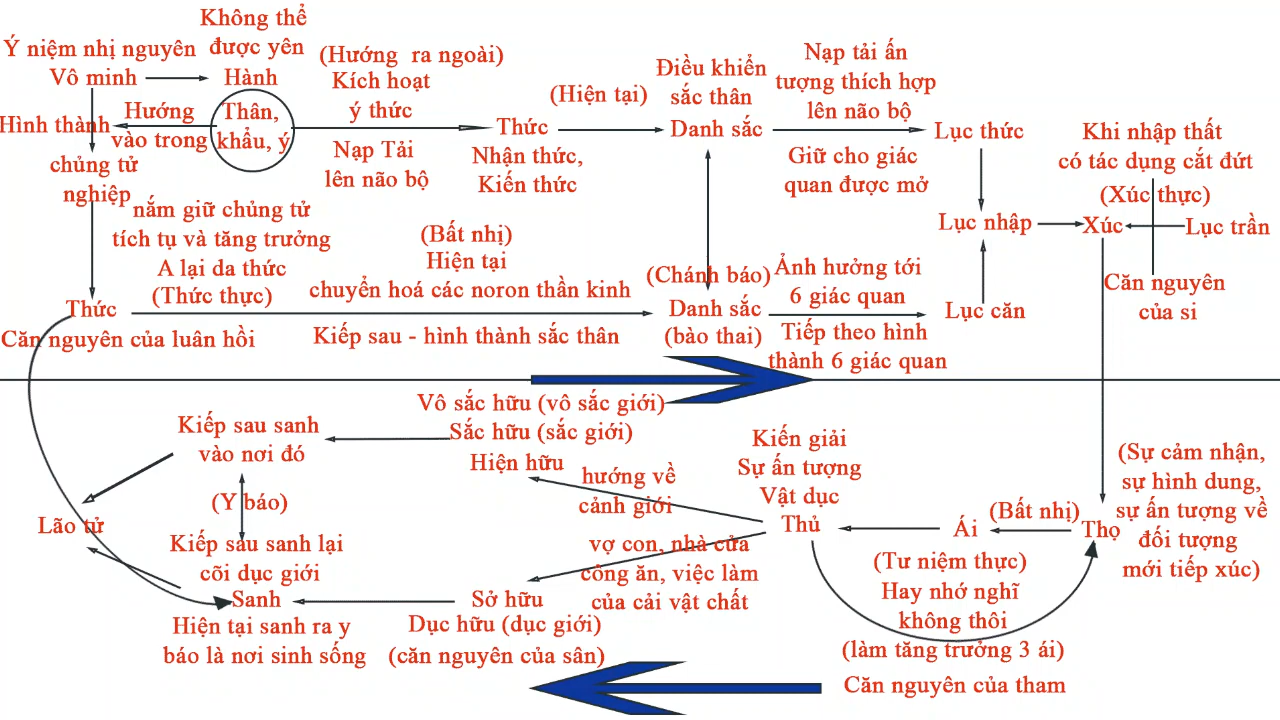 Không thể
được yên
Ý niệm nhị nguyên
Vô minh
Hành
Thân,
khẩu, ý
Hướng
vào trong
Hình thành
chủng tử
nghiệp
(Hướng ra ngoài)
Kích hoạt
ý thức
Nạp Tải
lên não bộ
Thức
Nhận thức,
Kiến thức
(Hiện tại)
Điều khiển
sắc thân
Danh sắc
Nạp tải ấn
tượng thích hợp
lên não bộ
Giữ cho giác
quan được mở
Lục thức
Lục nhập
Lục căn
Khi nhập thất
có tác dụng cắt đứt
(Xúc thực)
Xúc
Lục trần
Căn nguyên
của si
nắm giữ chủng tử
tích tụ và tăng trưởng
A lại da thức
(Thức thực)
Thức
Căn nguyên của luân hồi
(Bất nhị)
Hiện tại
chuyển hoá các noron thần kinh
Kiếp sau - hình thành sắc thân
(Chánh báo)
Danh sắc
(bào thai)
Ảnh hưởng tới
6 giác quan
Tiếp theo hình
thành 6 giác quan
Vô sắc hữu (vô sắc giới)
Sắc hữu (sắc giới)
Hiện hữu
Kiếp sau sanh
vào nơi đó
(Y báo)
Lão tử
Kiếp sau sanh lại
cõi dục giới
Sanh
Hiện tại sanh ra y
báo là nơi sinh sống
hướng về
cảnh giới
vợ con, nhà cửa
công ăn, việc làm
của cải vật chất
Sở hữu
Dục hữu (dục giới)
(căn nguyên của sân)
Kiến giải
Sự ấn tượng
Vật dục
Thủ
Ái
(Bất nhị)
Thọ
(Sự cảm nhận,
sự hình dung,
sự ấn tượng về
đối tượng
mới tiếp xúc)
(Tư niệm thực)
Hay nhớ nghĩ
không thôi
(làm tăng trưởng 3 ái)
Căn nguyên của tham